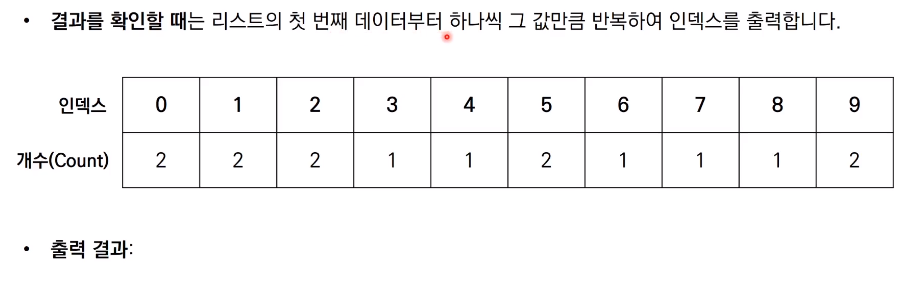 • 결과를 확인할 때는 리스트의 첫 번째 데이터부터 하나씩 그 값만큼 반복하여 인덱스를 출력합니다.
인덱스 0 1 2 3 4 5 6 7 8 9
개수(Count) 2 2 2 1 1 2 1 1 1 2
• 출력 결과: